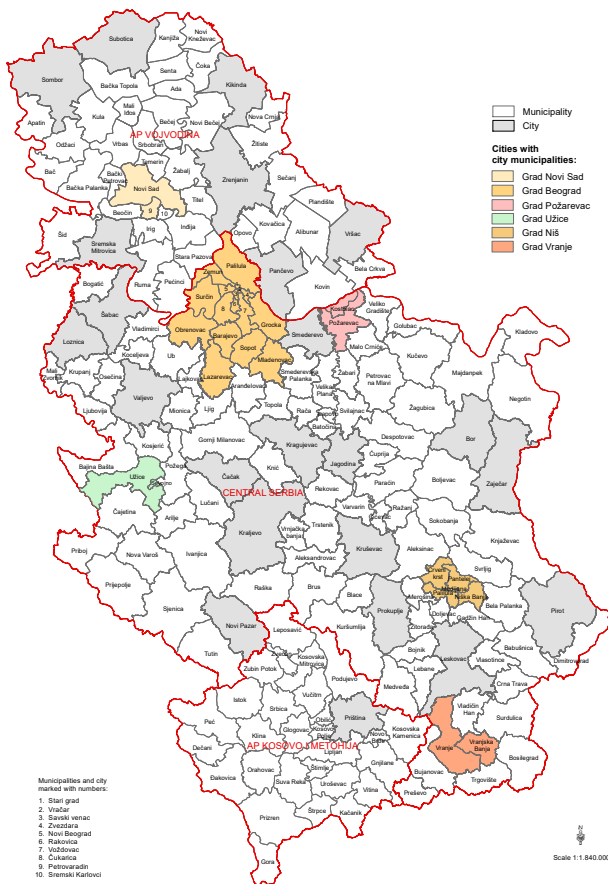 Subotica
Kanjiža
Novi
Kneževac
Sombor
Senta
Čoka
Bačka Topola
Ada
Kikinda
Apatin
Kula
Mali
Iđos
Bečej
Novi Bečej
Nova Crnja
Odžaci
Vrbas
Srbobran
AP VOJVODINA
Žitište
Bač
Bački
Petrovac
Temerin
Žabalj
Zrenjanin
Sečanj
Bačka Palanka
Novi Sad
Titel
Plandište
Beočin
9
10
Inđija
Kovačica
Alibunar
Vršac
Šid
Sremska
Mitrovica
Irig
Stara Pazova
Opovo
Pančevo
Bela Crkva
Ruma
Pećinci
Kovin
Zemun
Palilula
Surčin
5
8
6
7
Grocka
Obrenovac
Barajevo
Sopot
Mladenovac
Lazarevac
Bogatić
Šabac
Loznica
Vladimirci
Koceljeva
Ub
Mali
Zvornik
Krupanj
Osečina
Valjevo
Lajkovac
Ljubovija
Mionica
Ljig
Aranđelovac
Topola
Smederevo
Smederevska
Palanka
Velika
Plana
Kostolac
Požarevac
Veliko
Gradište
Golubac
Malo Crniće
Žabari
Petrovac
na Mlavi
Kučevo
Majdanpek
Kladovo
Negotin
Žagubica
Bor
Zaječar
Rača
Lapovo
Batočina
Svilajnac
Despotovac
Kosjerić
Gornji Milanovac
Kragujevac
Jagodina
Ćuprija
Bajina Bašta
Užice
Požega
Čačak
Knić
CENTRAL SERBIA
Rekovac
Paraćin
Boljevac
Čajetina
Arilje
Lučani
Kraljevo
Vrnjačka
banja
Trstenik
Varvarin
Ćićevac
Ražanj
Sokobanja
Knjaževac
Priboj
Nova Varoš
Ivanjica
Kruševac
Aleksandrovac
Aleksinac
Svrljig
Prijepolje
Raška
Brus
Blace
Crveni
krst
Pantelej
Niška Banja
Merošina
Bela Palanka
Pirot
Sjenica
Novi Pazar
Kuršumlija
Prokuplje
Doljevac
Gadžin Han
Žitorađa
Babušnica
Dimitrovgrad
Tutin
Leposavić
Zvečan
Kosovska
Mitrovica
Zubin Potok
Bojnik
Lebane
Leskovac
Vlasotince
Crna Trava
Medveđa
Podujevo
Vučitrn
Istok
Srbica
Peć
Klina
Glogovac
Obilić
Kosovo
Polje
Priština
Novo
Brdo
Kosovska
Kamenica
AP KOSOVO I METOHIJA
Dečani
Lipljan
Gnjilane
Vladičin
Han
Surdulica
Vranje
Vranjska
Banja
Bosilegrad
Trgovište
Bujanovac
Preševo
Đakovica
Orahovac
Suva Reka
Štimlje
Uroševac
Vitina
Prizren
Štrpce
Kačanik
Gora
Municipality
City
Cities with
city municipalities:
Grad Novi Sad
Grad Beograd
Grad Požarevac
Grad Užice
Grad Niš
Grad Vranje
Municipalities and city
marked with numbers:
1. Stari grad
2. Vračar
3. Savski venac
4. Zvezdara
5. Novi Beograd
6. Rakovica
7. Voždovac
8. Čukarica
9. Petrovaradin
10. Sremski Karlovci
Scale 1:1.840.000